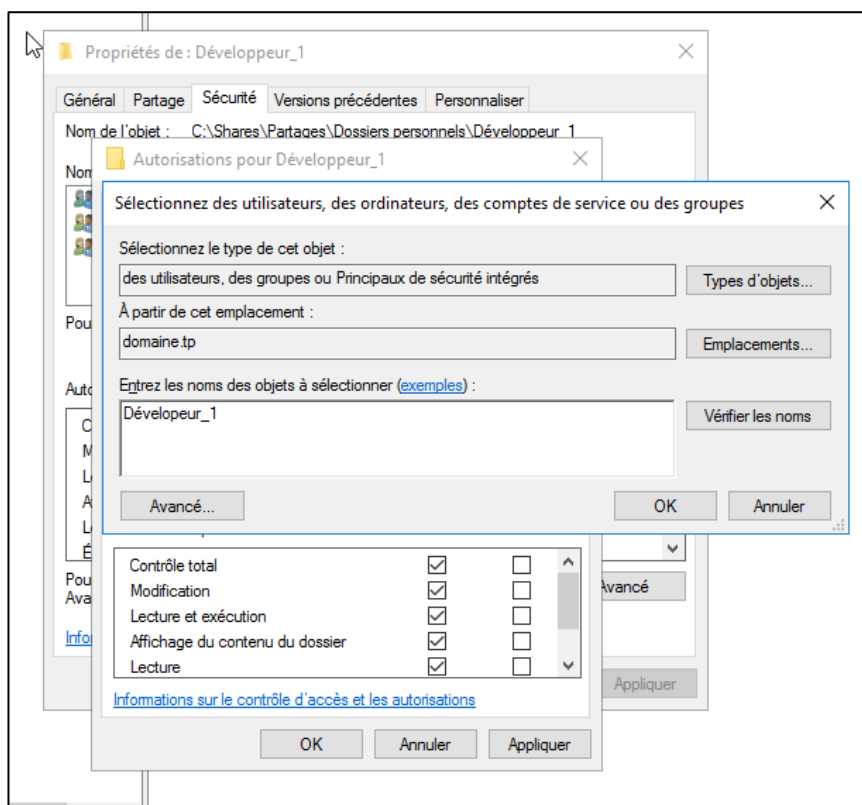 Propriétés de : Développeur_1
Général Partage Sécurité Versions précédentes Personnaliser
Nom de l'objet : C:\Shares\Partages\Dossiers personnels\Développeur_1
Autorisations pour Développeur_1
Sélectionnez des utilisateurs, des ordinateurs, des comptes de service ou des groupes
Sélectionnez le type de cet objet :
des utilisateurs, des groupes ou Principaux de sécurité intégrés
Types d'objets...
À partir de cet emplacement :
domaine.tp
Emplacements...
Entrez les noms des objets à sélectionner (exemples) :
Dévelopeur_1
Vérifier les noms
Avancé... OK Annuler
Contrôle total
Modification
Lecture et exécution
Affichage du contenu du dossier
Lecture
Informations sur le contrôle d'accès et les autorisations
OK Annuler Appliquer
Avancé
Appliquer